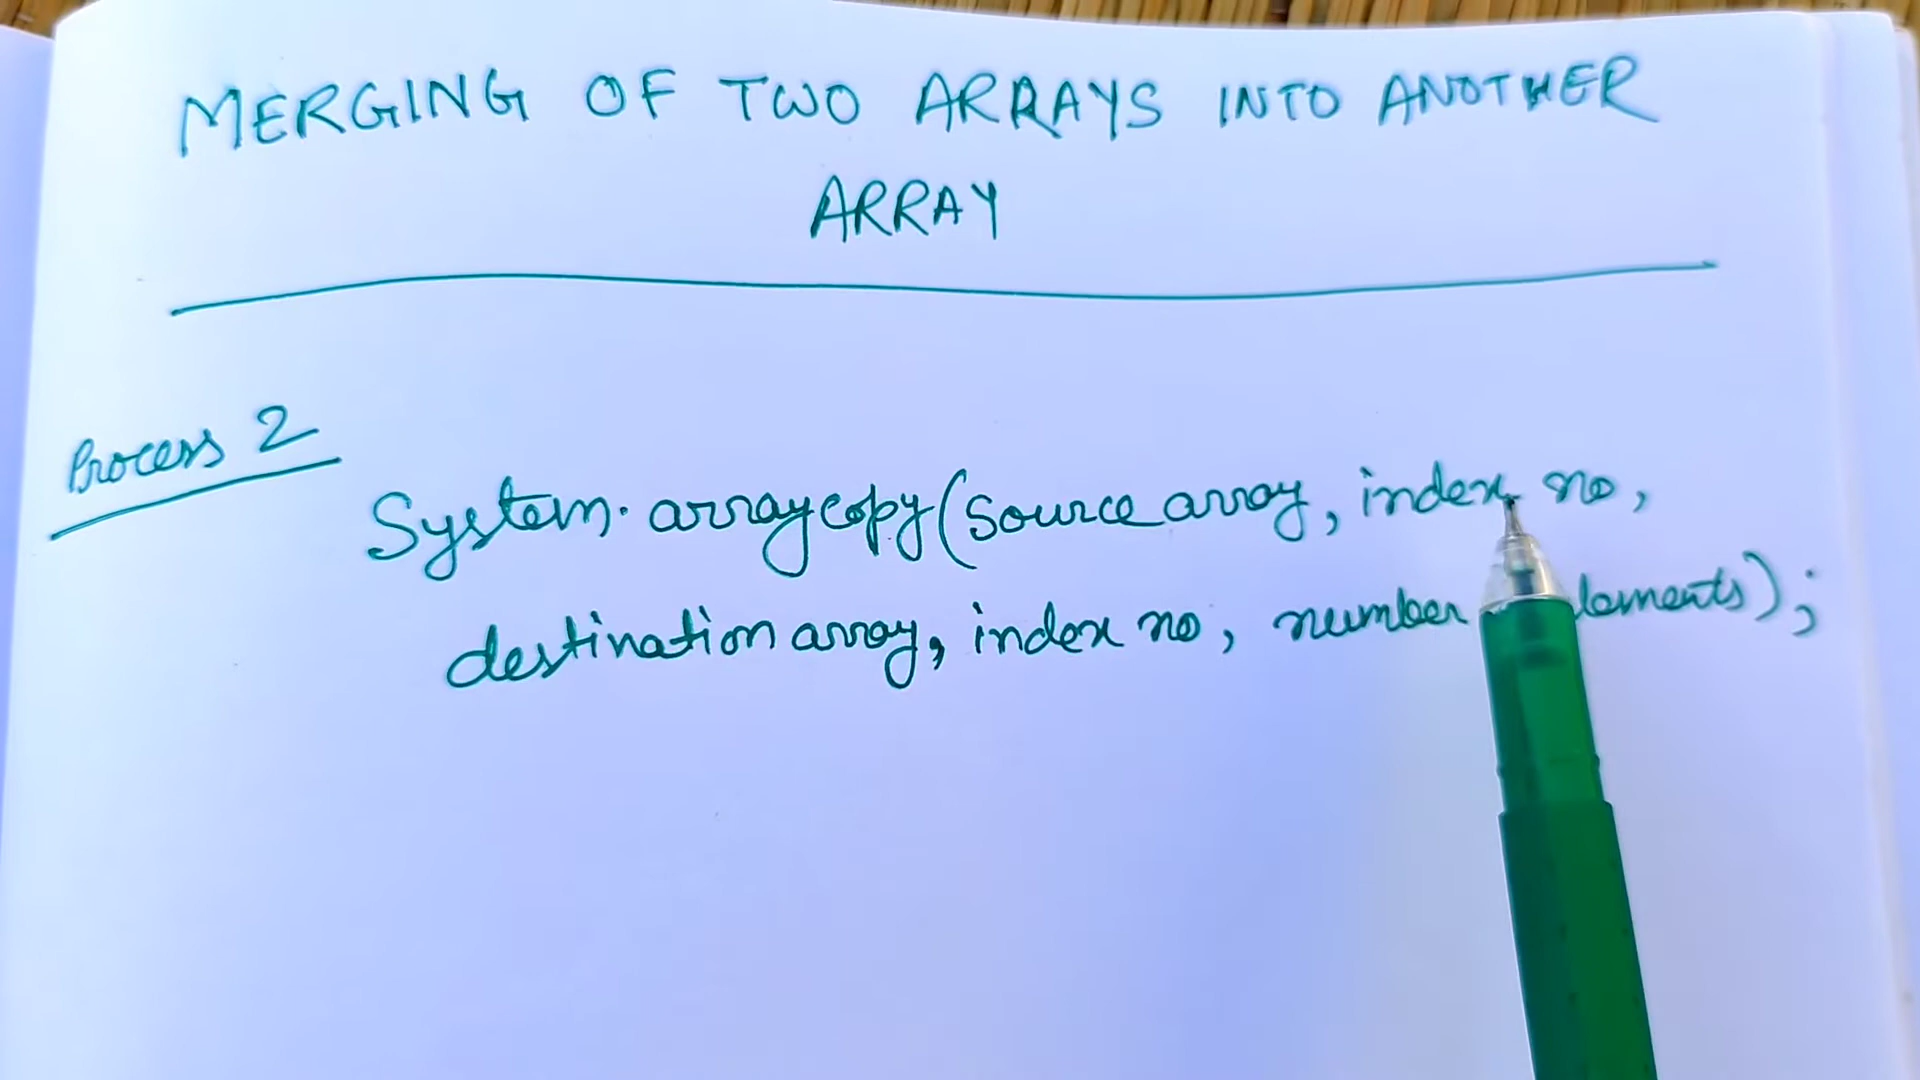 MERGING OF TWO ARRAYS INTO ANOTHER
ARRAY
Process 2
System.arraycopy(Source array, index no,
destination array, index no, number lements);